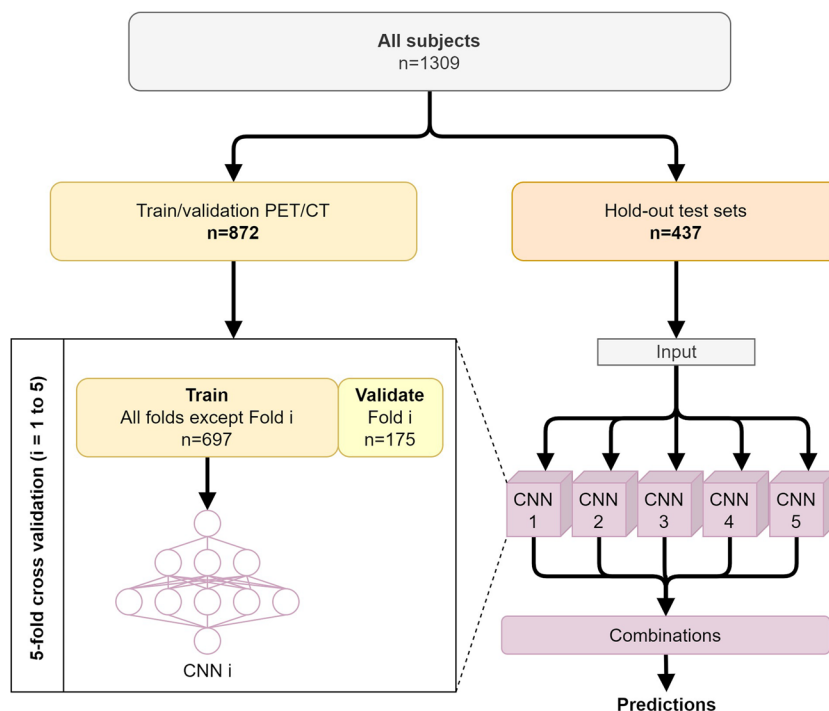 All subjects
n=1309
Train/validation PET/CT
n=872
Hold-out test sets
n=437
5-fold cross validation (i = 1 to 5)
Train
All folds except Fold i
n=697
Validate
Fold i
n=175
CNN i
Input
CNN
1
CNN
2
CNN
3
CNN
4
CNN
5
Combinations
Predictions